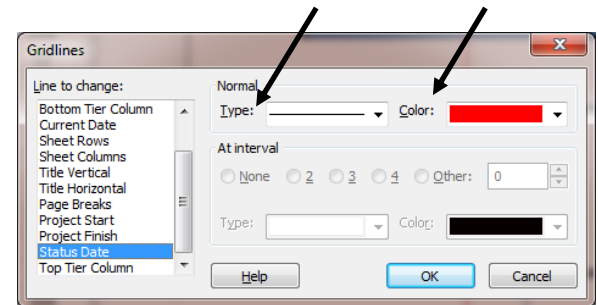 Gridlines
Line to change:
Bottom Tier Column
Current Date
Sheet Rows
Sheet Columns
Title Vertical
Title Horizontal
Page Breaks
Project Start
Project Finish
Status Date
Top Tier Column
Normal
Type: Color:
At interval
None 2 3 4 Other: 0
Type: Color:
Help OK Cancel